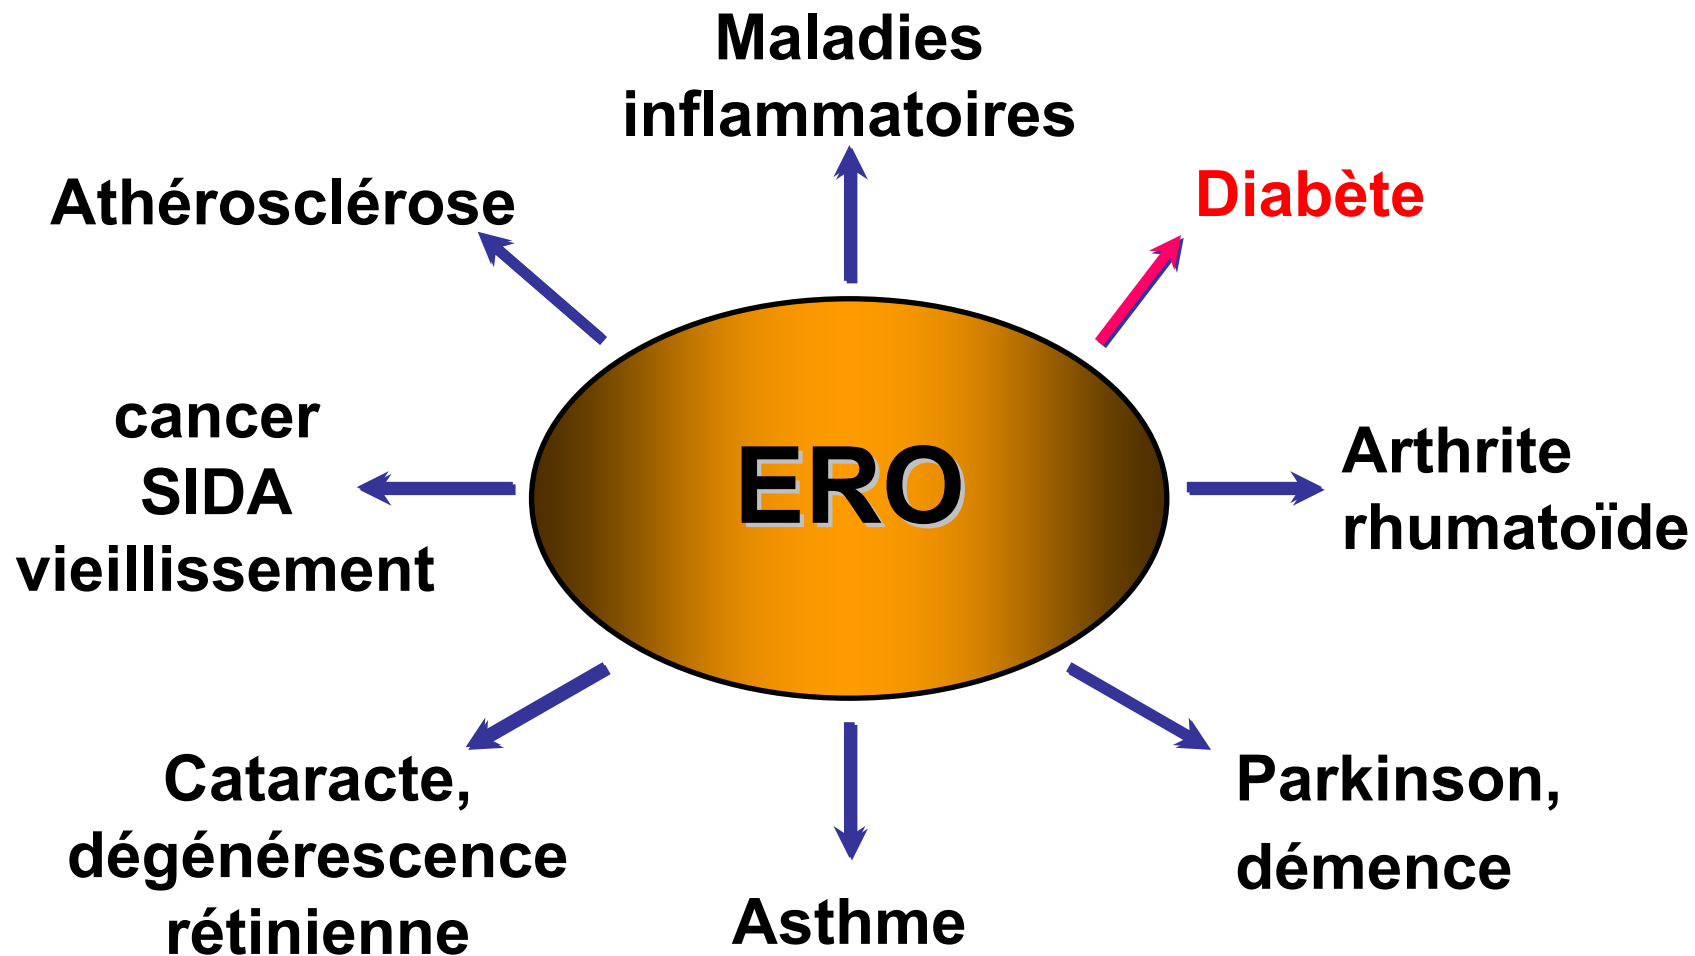 Maladies
inflammatoires
Athérosclérose
Diabète
cancer
SIDA
vieillissement
ERO
Arthrite
rhumatoïde
Cataracte,
dégénérescence
rétinienne
Asthme
Parkinson,
démence